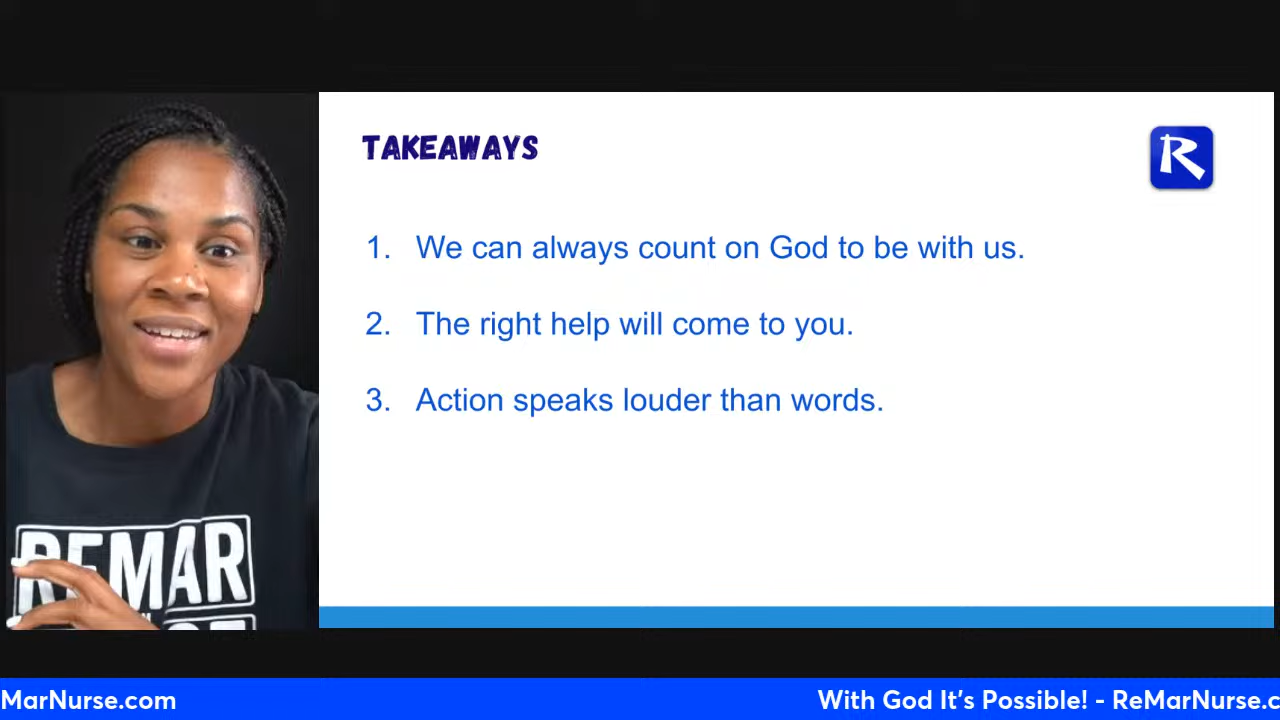 TAKEAWAYS
R
1. We can always count on God to be with us.
2. The right help will come to you.
3. Action speaks louder than words.
REMAR
MarNurse.com
With God It's Possible! - ReMarNurse.c